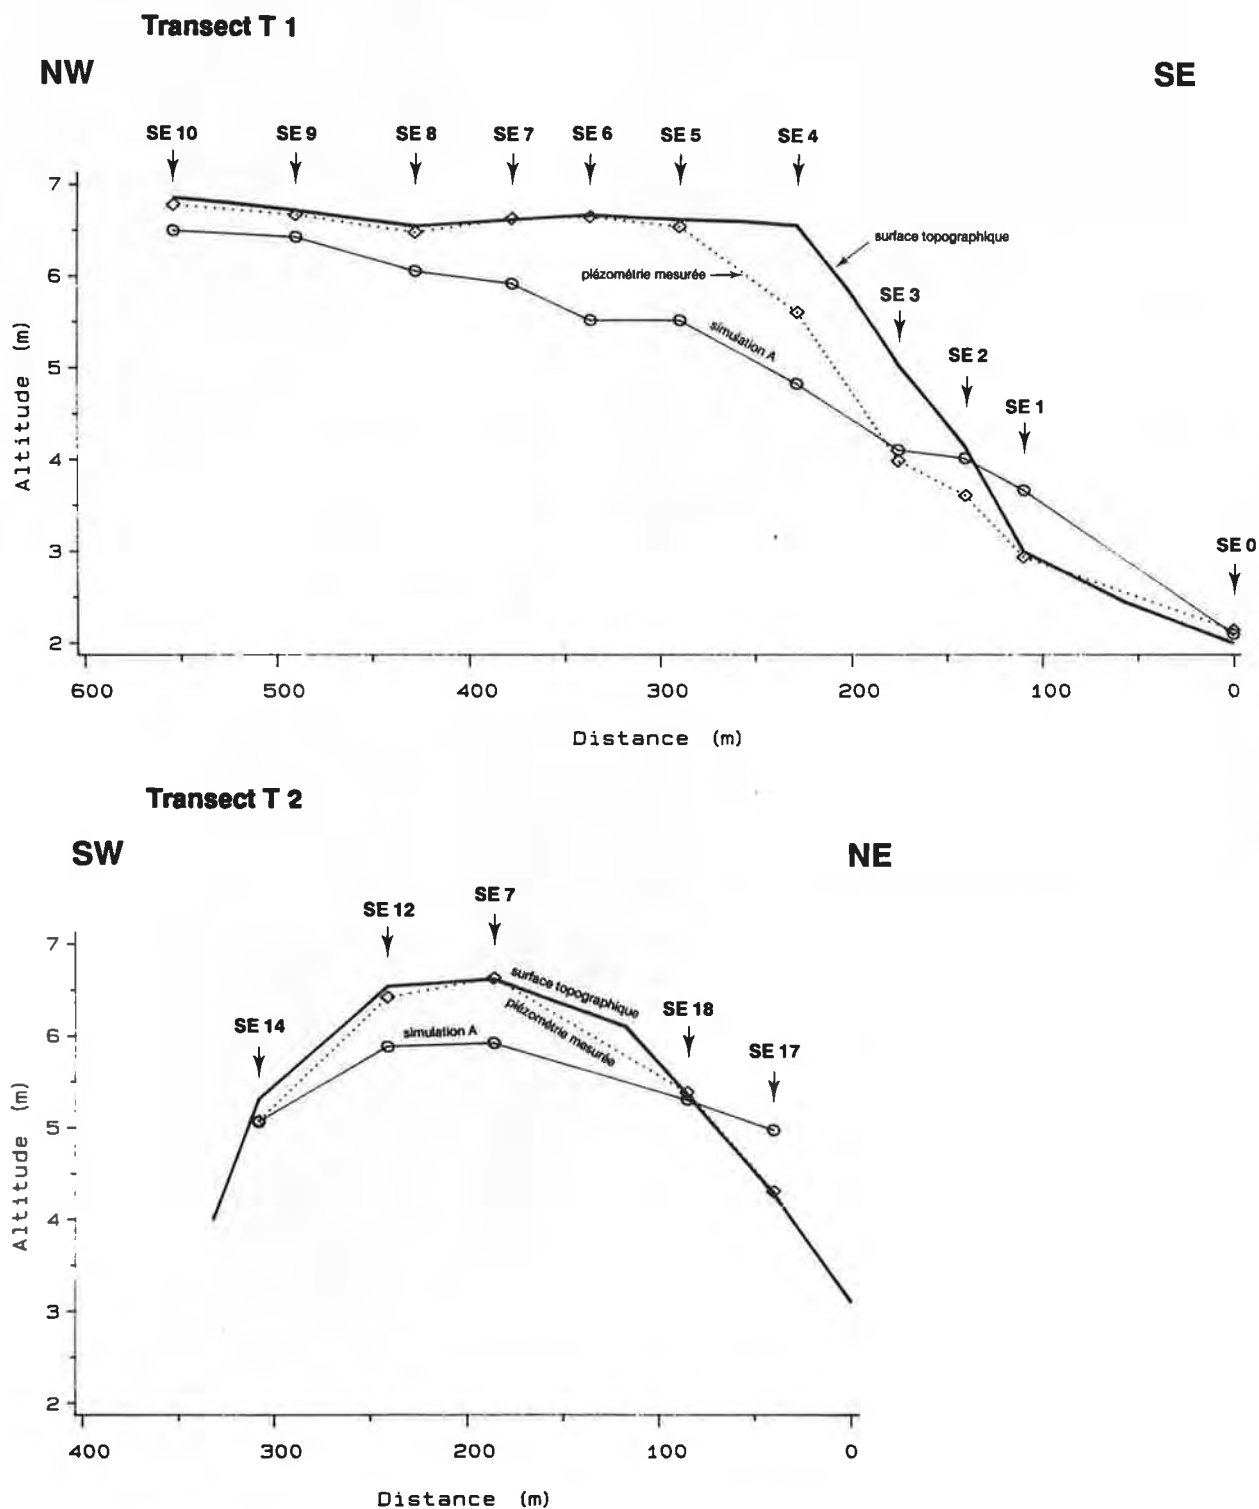 Transect T 1
NW SE
SE 10 SE 9 SE 8 SE 7 SE 6 SE 5 SE 4
7
surface topographique
piézométrie mesurée
6
SE 3
simulation A
SE 2
5
SE 1
4
3
SE 0
2
Altitude (m)
600 500 400 300 200 100 0
Distance (m)
Transect T 2
SW NE
SE 12 SE 7
7
surface topographique
piézométrie mesurée
SE 18
SE 14
simulation A
6
SE 17
5
4
3
2
Altitude (m)
400 300 200 100 0
Distance (m)